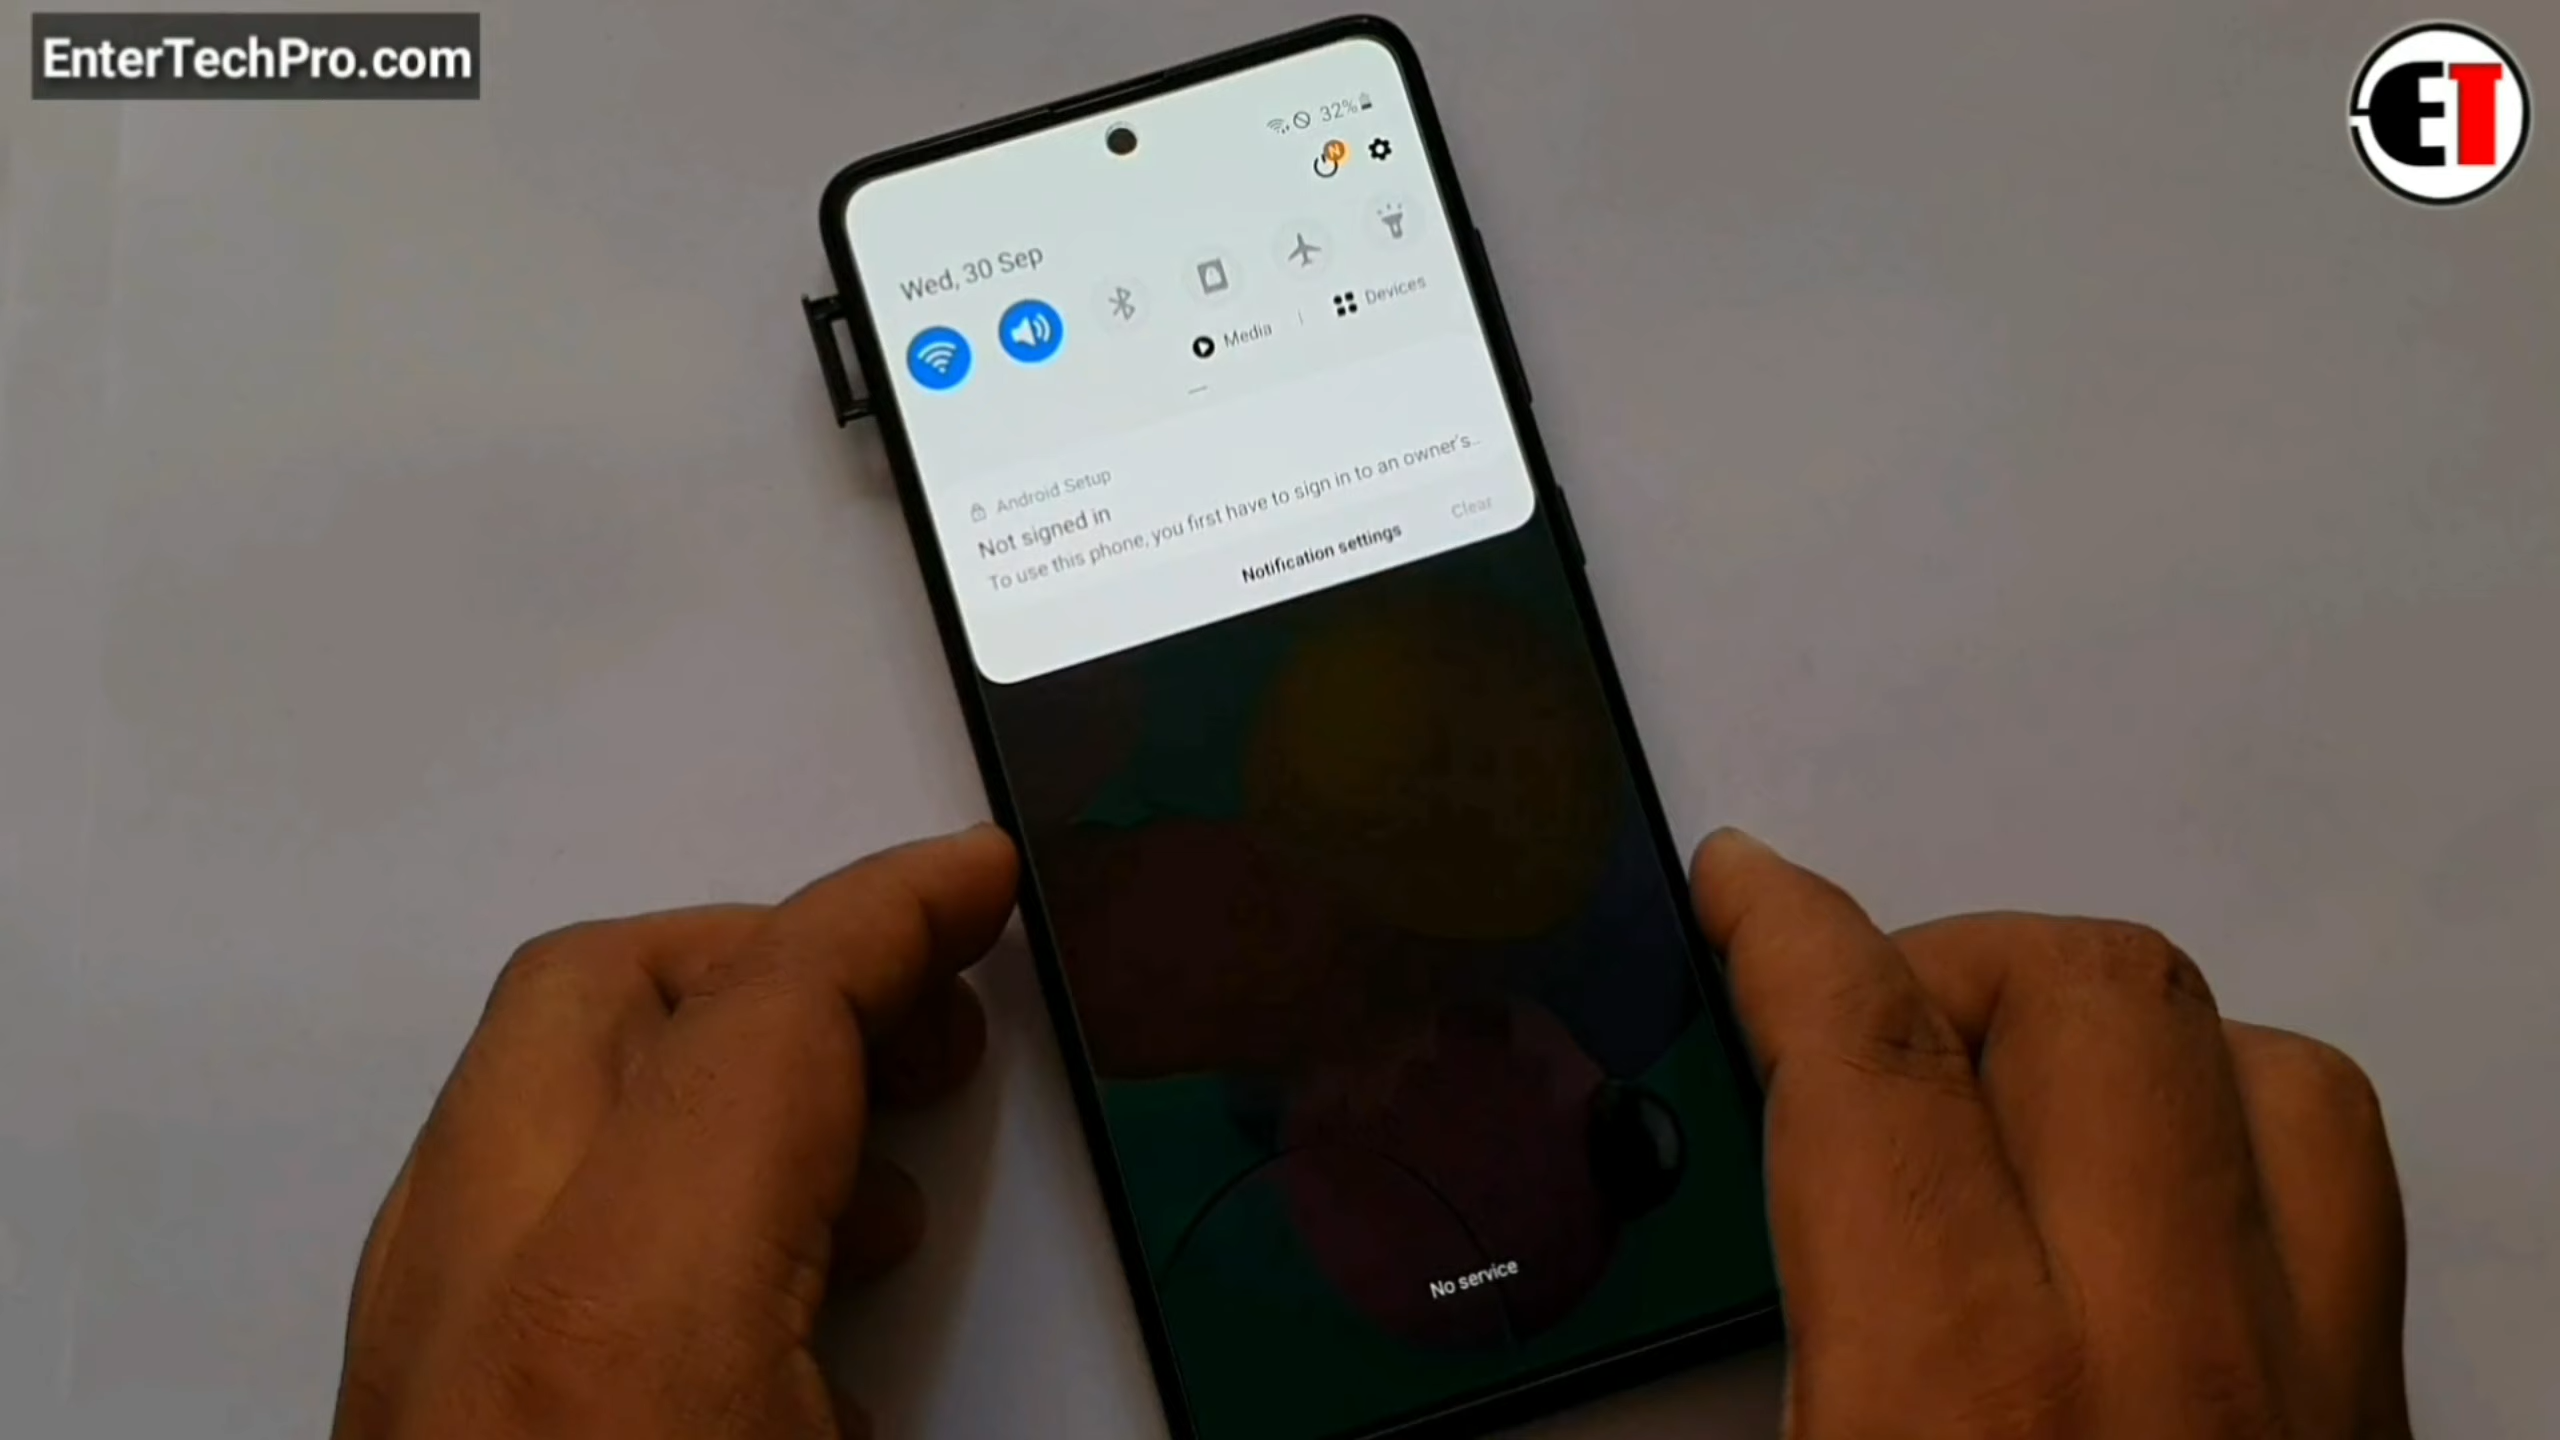 EnterTechPro.com
ET
32%
N
Wed, 30 Sep
Media
Devices
Android Setup
Not signed in
To use this phone, you first have to sign in to an owner's...
Notification settings
Clear
No service